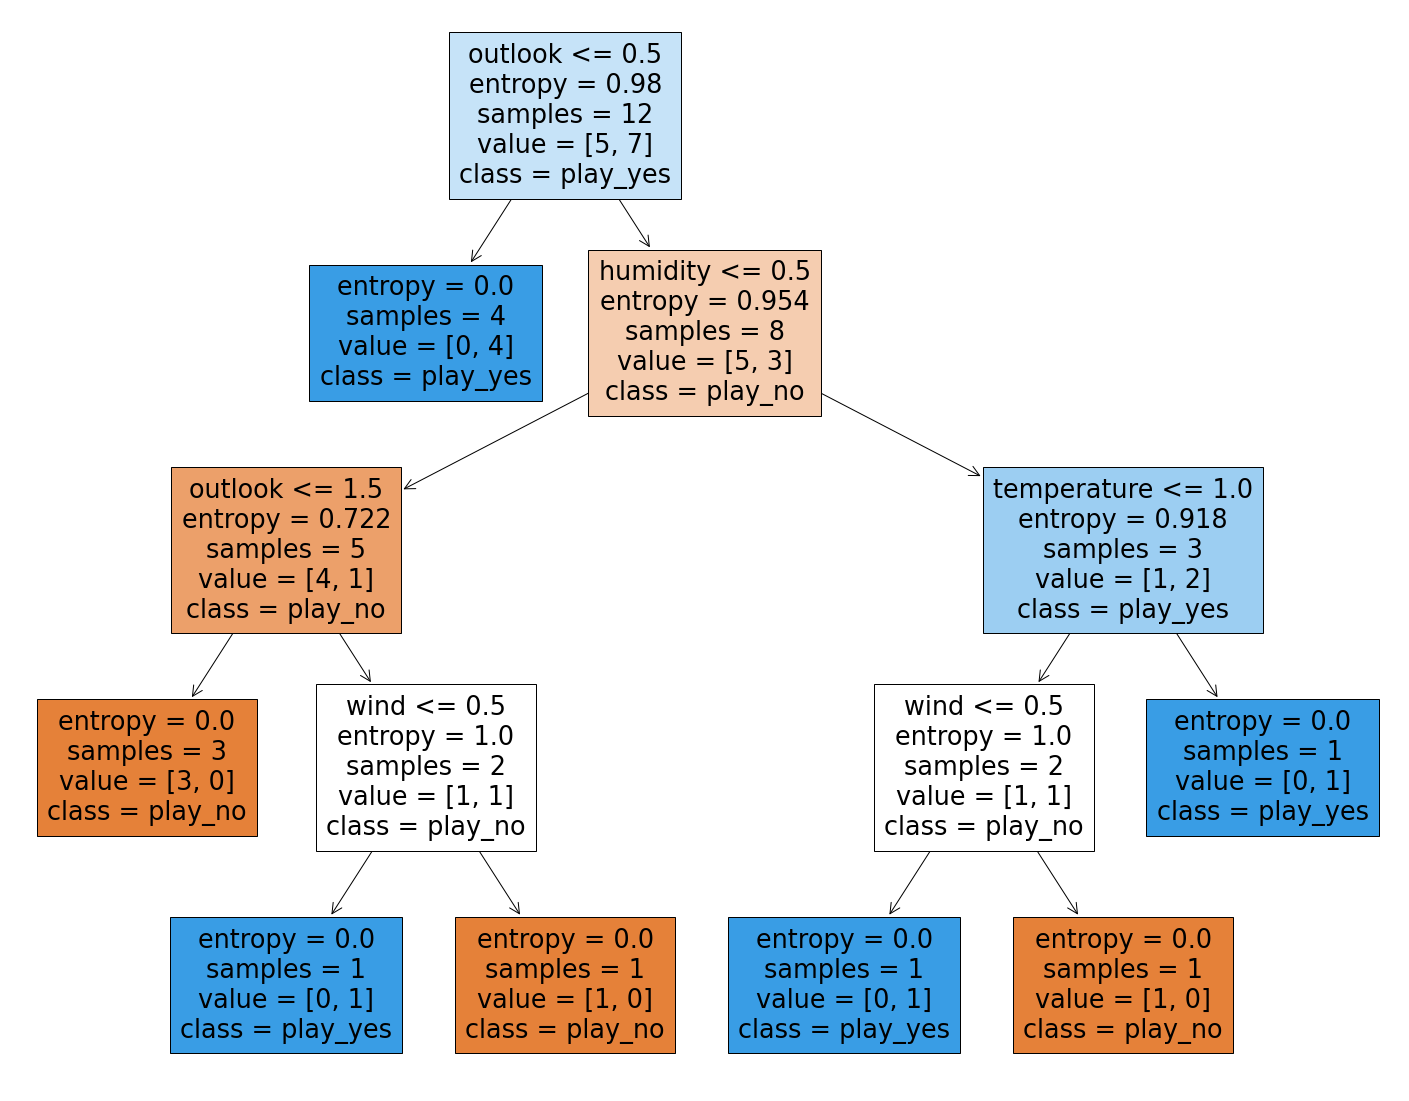 outlook <= 0.5
entropy = 0.98
samples = 12
value = [5, 7]
class = play_yes
entropy = 0.0
samples = 4
value = [0, 4]
class = play_yes
humidity <= 0.5
entropy = 0.954
samples = 8
value = [5, 3]
class = play_no
outlook <= 1.5
entropy = 0.722
samples = 5
value = [4, 1]
class = play_no
temperature <= 1.0
entropy = 0.918
samples = 3
value = [1, 2]
class = play_yes
entropy = 0.0
samples = 3
value = [3, 0]
class = play_no
wind <= 0.5
entropy = 1.0
samples = 2
value = [1, 1]
class = play_no
wind <= 0.5
entropy = 1.0
samples = 2
value = [1, 1]
class = play_no
entropy = 0.0
samples = 1
value = [0, 1]
class = play_yes
entropy = 0.0
samples = 1
value = [0, 1]
class = play_yes
entropy = 0.0
samples = 1
value = [1, 0]
class = play_no
entropy = 0.0
samples = 1
value = [0, 1]
class = play_yes
entropy = 0.0
samples = 1
value = [1, 0]
class = play_no